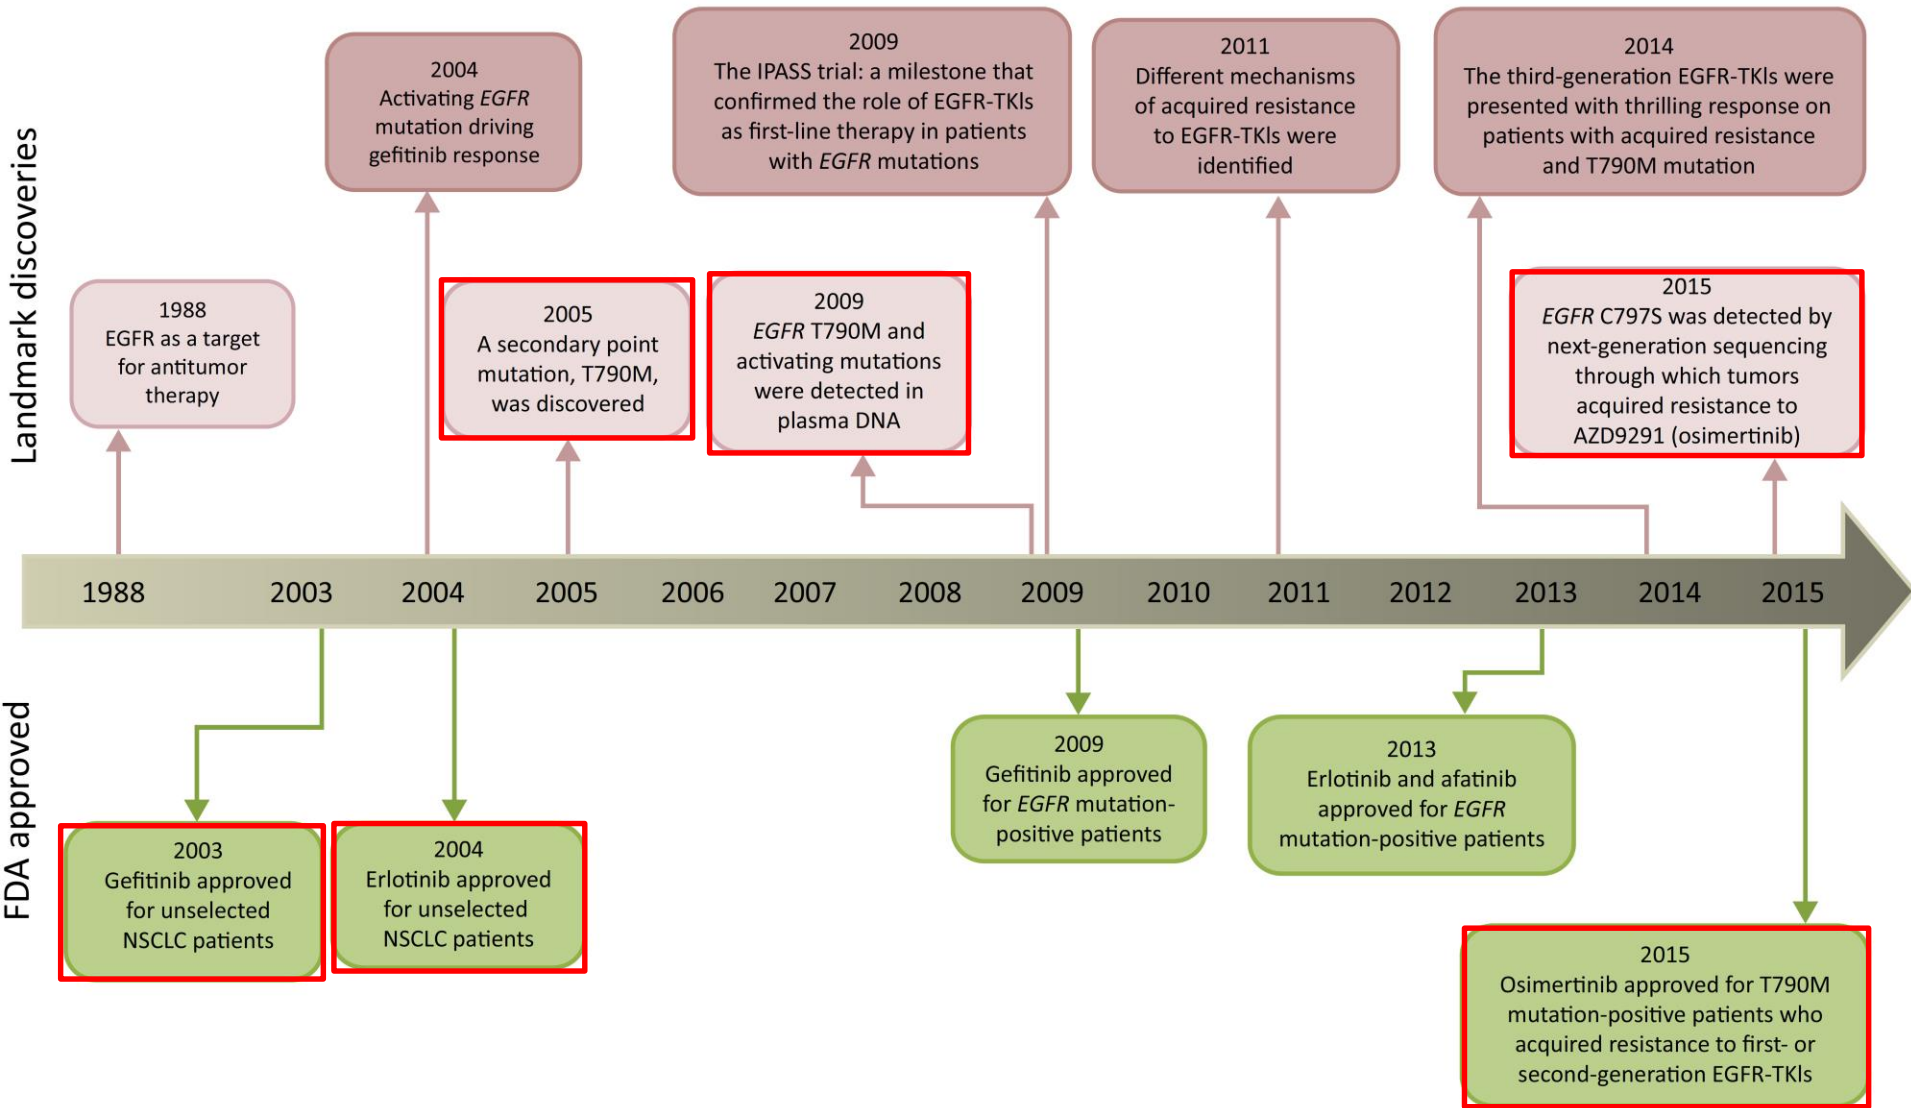 Landmark discoveries
2004
Activating EGFR
mutation driving
gefitinib response
2009
The IPASS trial: a milestone that
confirmed the role of EGFR-TKls
as first-line therapy in patients
with EGFR mutations
2011
Different mechanisms
of acquired resistance
to EGFR-TKls were
identified
2014
The third-generation EGFR-TKls were
presented with thrilling response on
patients with acquired resistance
and T790M mutation
1988
EGFR as a target
for antitumor
therapy
2005
A secondary point
mutation, T790M,
was discovered
2009
EGFR T790M and
activating mutations
were detected in
plasma DNA
2015
EGFR C797S was detected by
next-generation sequencing
through which tumors
acquired resistance to
AZD9291 (osimertinib)
1988 2003 2004 2005 2006 2007 2008 2009 2010 2011 2012 2013 2014 2015
FDA approved
2003
Gefitinib approved
for unselected
NSCLC patients
2004
Erlotinib approved
for unselected
NSCLC patients
2009
Gefitinib approved
for EGFR mutation-
positive patients
2013
Erlotinib and afatinib
approved for EGFR
mutation-positive patients
2015
Osimertinib approved for T790M
mutation-positive patients who
acquired resistance to first- or
second-generation EGFR-TKls